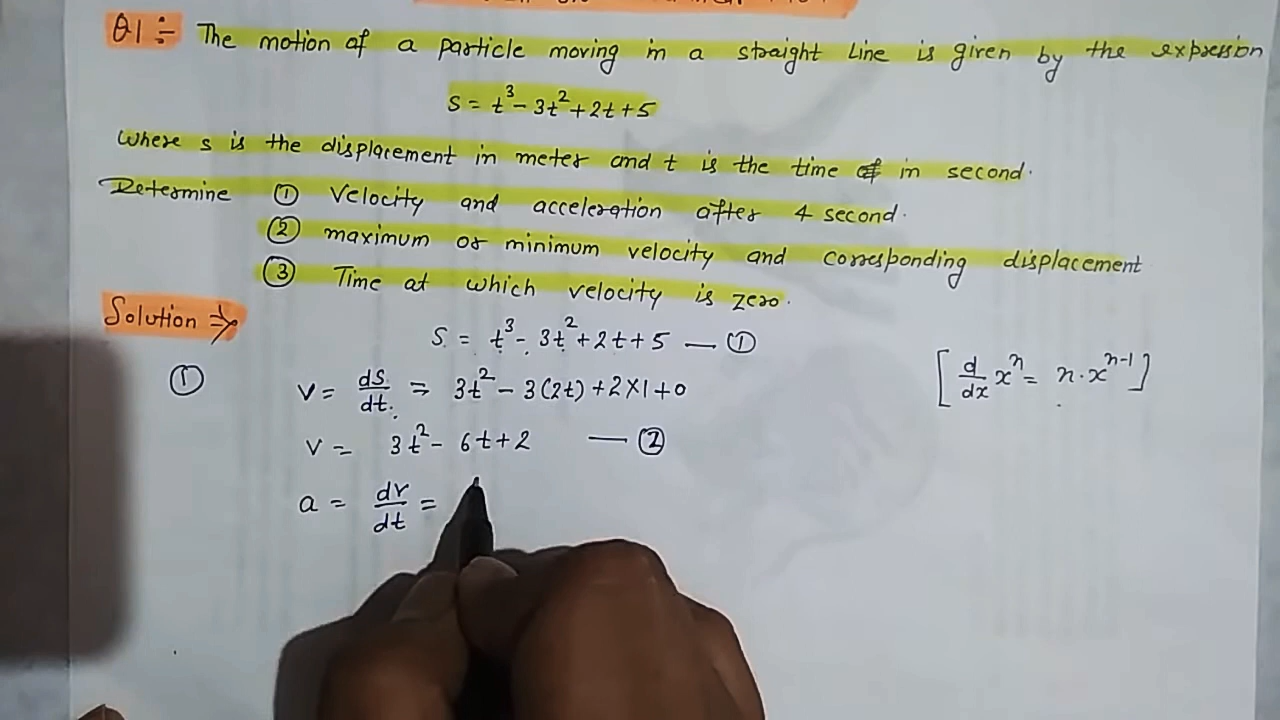 Q1 :- The motion of a particle moving in a straight line is given by the expression
s = t³ - 3t² + 2t + 5
where s is the displacement in meter and t is the time in second.
Determine ① Velocity and acceleration after 4 second.
② maximum or minimum velocity and corresponding displacement
③ Time at which velocity is zero.
Solution ⇒
S = t³ - 3t² + 2t + 5 — ①
① v = ds/dt = 3t² - 3(2t) + 2×1 + 0
[d/dx xⁿ = n·xⁿ⁻¹]
v = 3t² - 6t + 2 — ②
a = dv/dt =